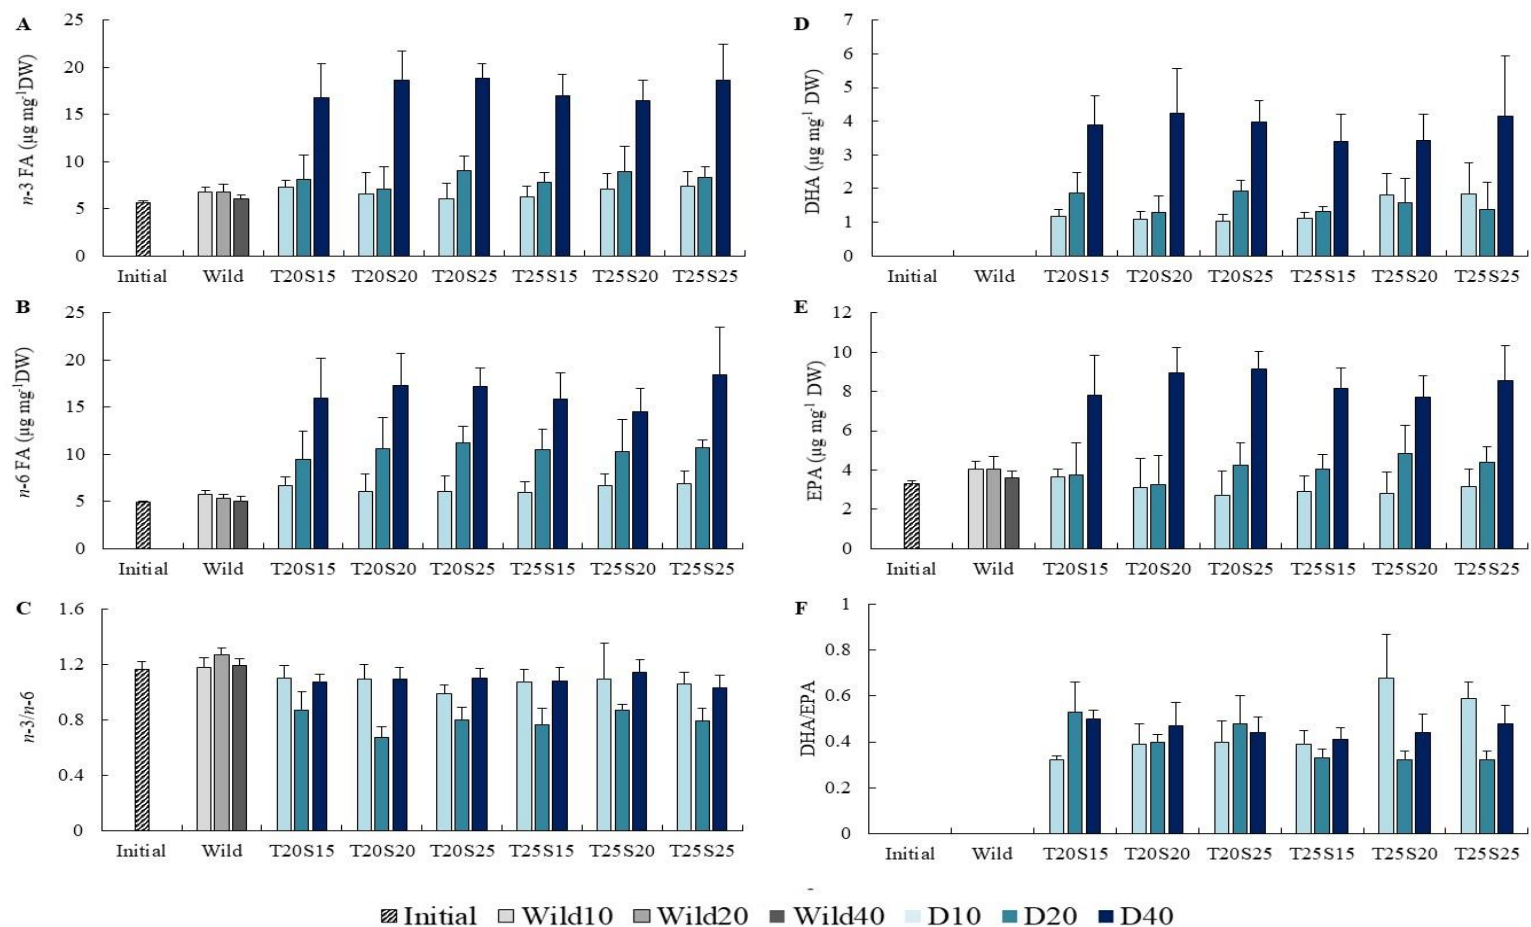 A
n-3 FA (µg mg-1DW)
25
20
15
10
5
0
Initial Wild T20S15 T20S20 T20S25 T25S15 T25S20 T25S25
B
n-6 FA (µg mg-1DW)
25
20
15
10
5
0
Initial Wild T20S15 T20S20 T20S25 T25S15 T25S20 T25S25
C
n-3/n-6
1.6
1.2
0.8
0.4
0
Initial Wild T20S15 T20S20 T20S25 T25S15 T25S20 T25S25
D
DHA (µg mg-1 DW)
7
6
5
4
3
2
1
0
Initial Wild T20S15 T20S20 T20S25 T25S15 T25S20 T25S25
E
EPA (µg mg-1 DW)
12
10
8
6
4
2
0
Initial Wild T20S15 T20S20 T20S25 T25S15 T25S20 T25S25
F
DHA/EPA
1
0.8
0.6
0.4
0.2
0
Initial Wild T20S15 T20S20 T20S25 T25S15 T25S20 T25S25
Initial Wild10 Wild20 Wild40 D10 D20 D40